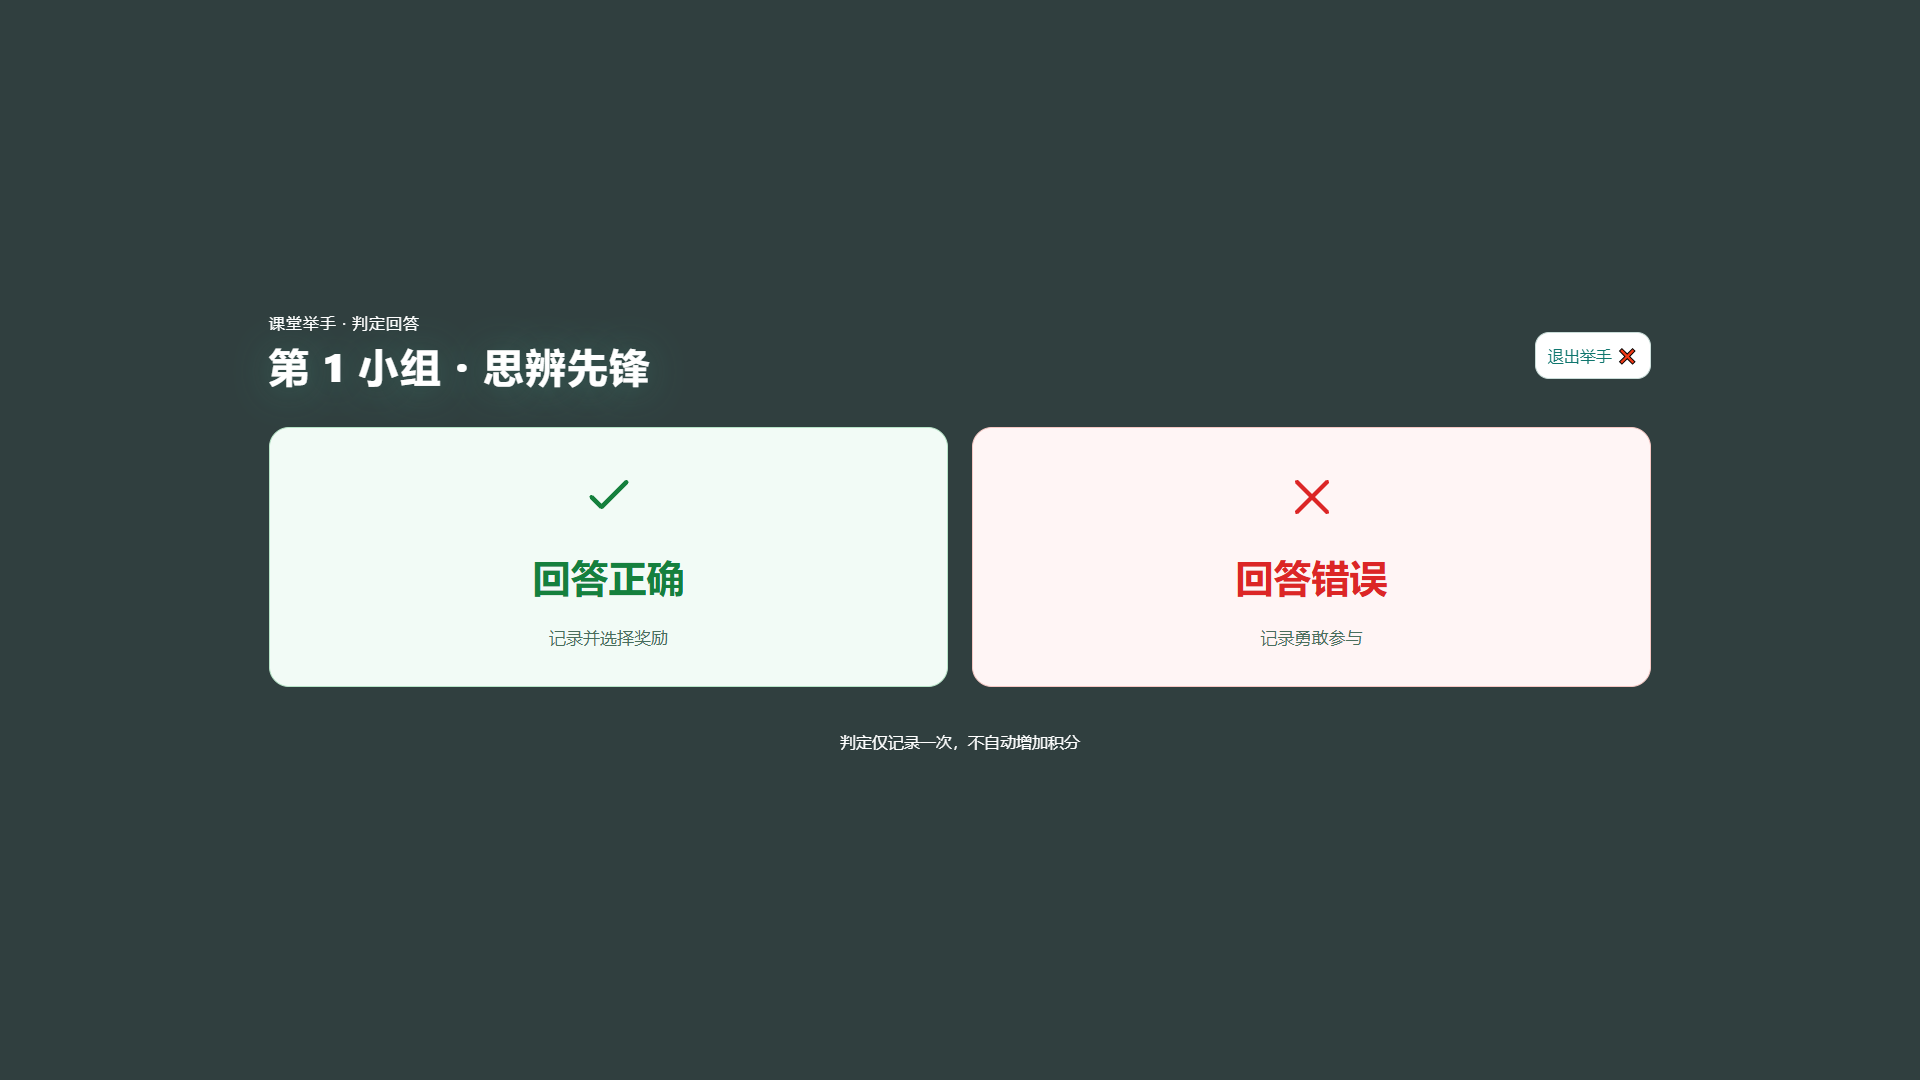 课堂举手 · 判定回答
第 1 小组 · 思辨先锋
退出举手 ❌
回答正确
记录并选择奖励
回答错误
记录勇敢参与
判定仅记录一次，不自动增加积分